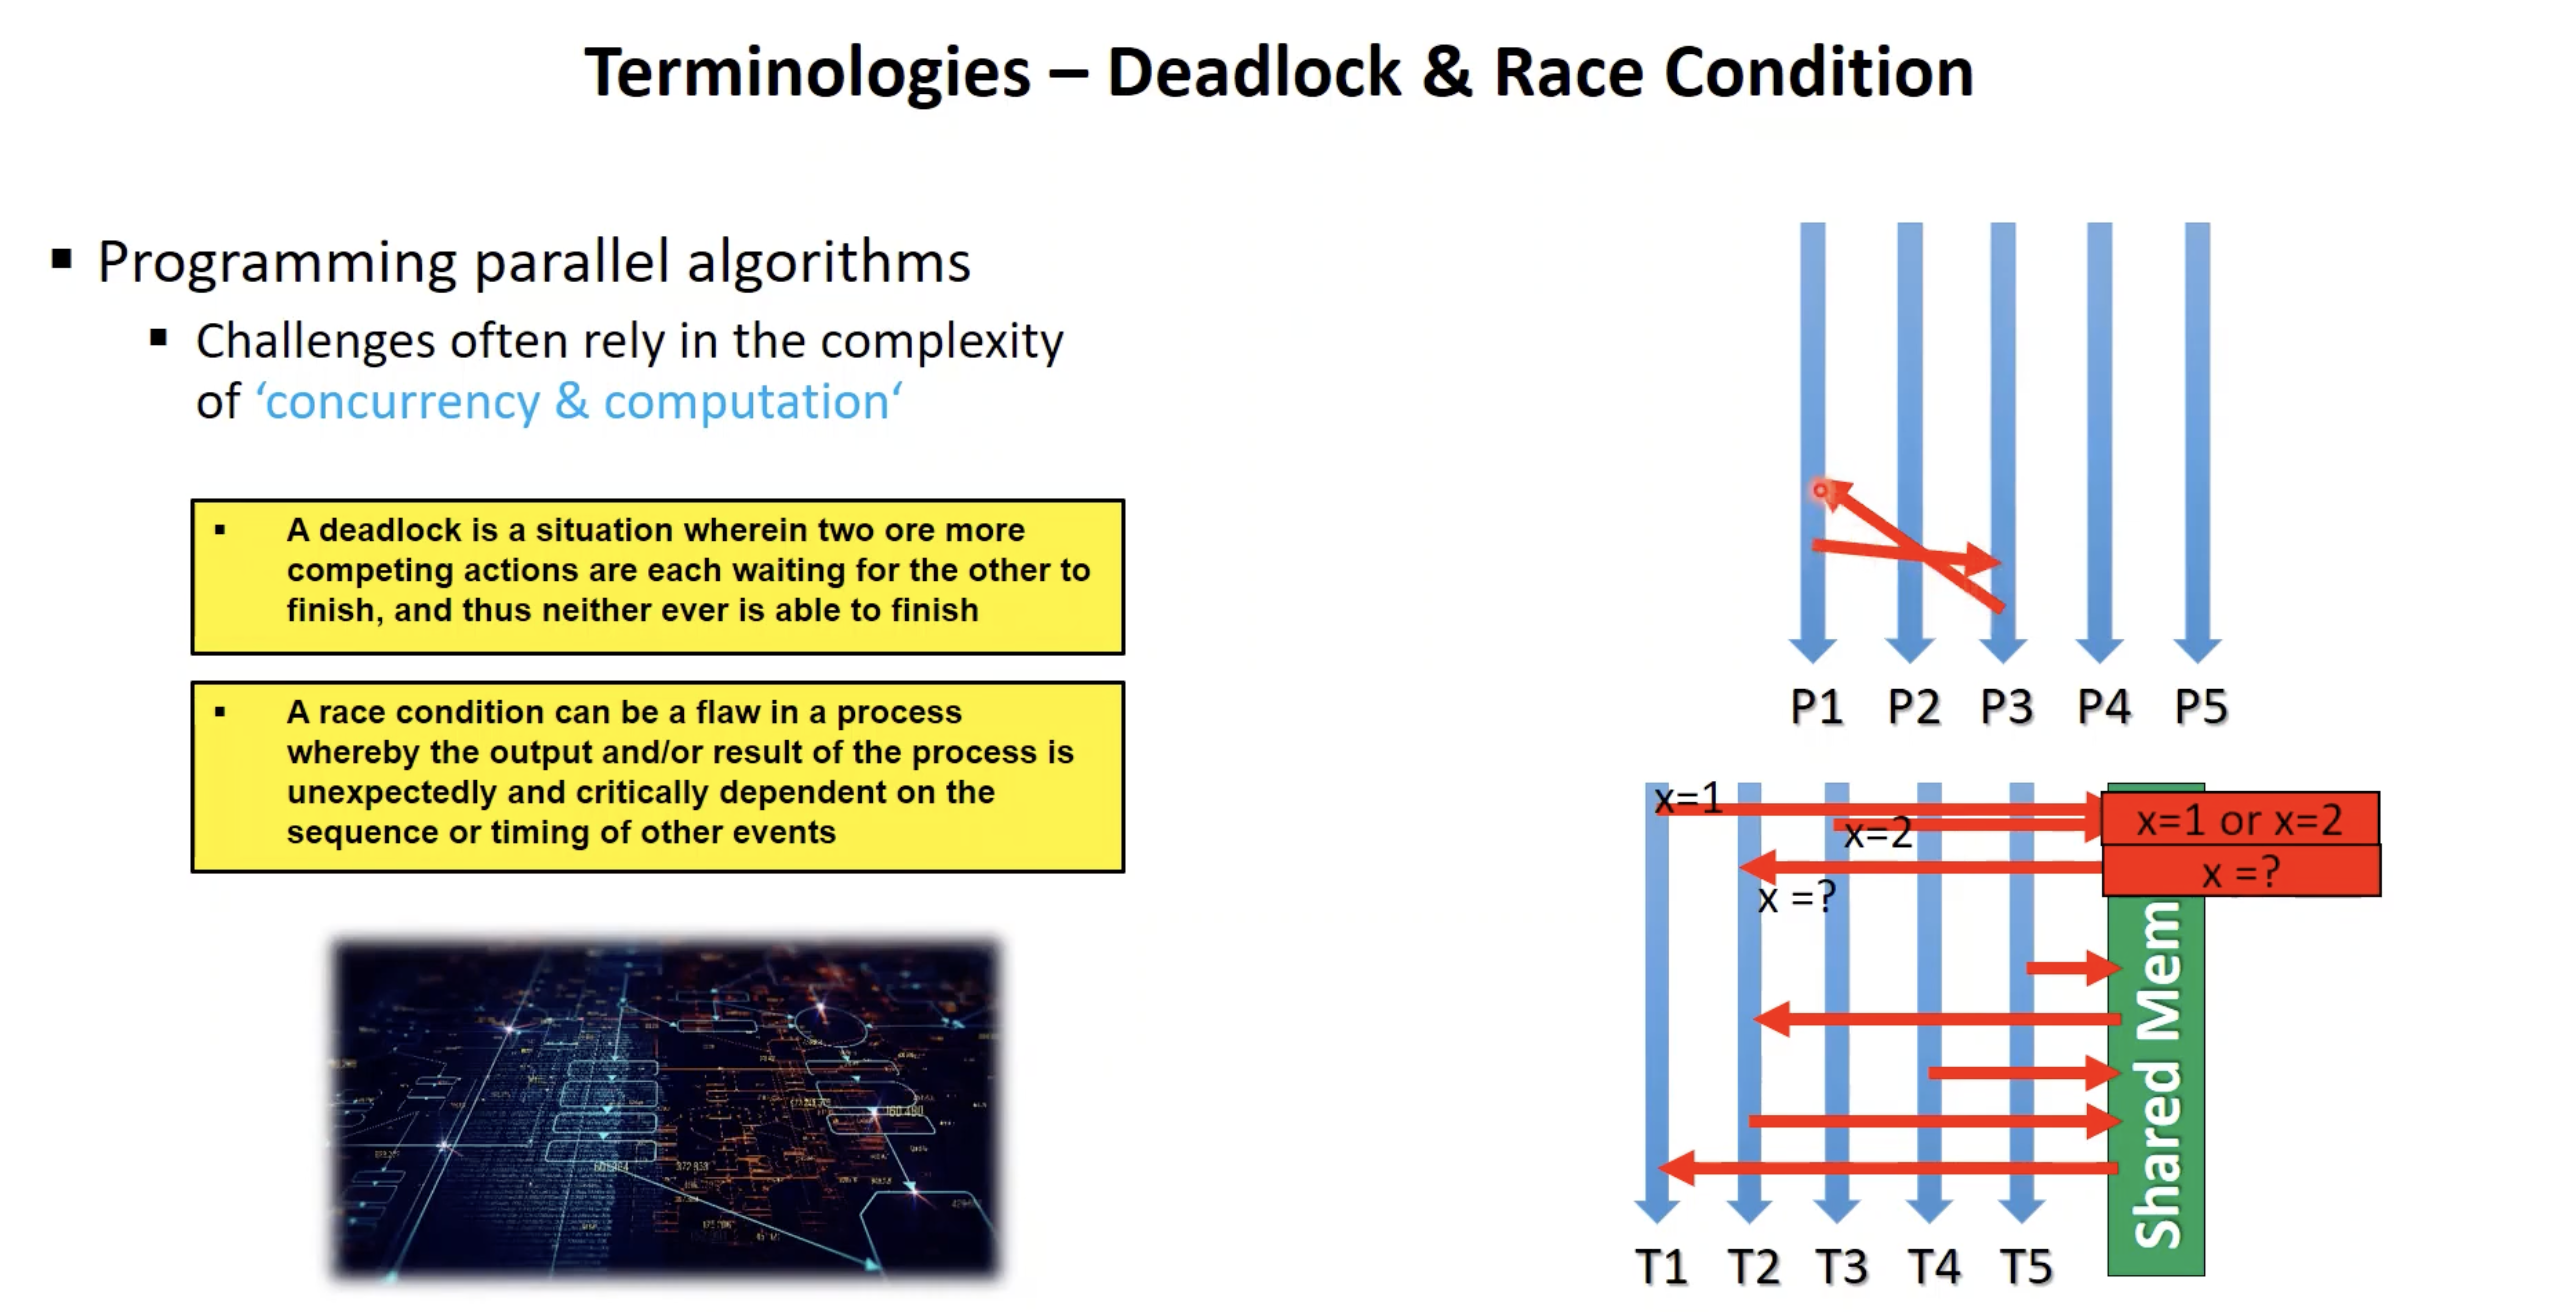 Terminologies – Deadlock & Race Condition
▪ Programming parallel algorithms
▪ Challenges often rely in the complexity
of ‘concurrency & computation‘
▪ A deadlock is a situation wherein two ore more
competing actions are each waiting for the other to
finish, and thus neither ever is able to finish
▪ A race condition can be a flaw in a process
whereby the output and/or result of the process is
unexpectedly and critically dependent on the
sequence or timing of other events
P1 P2 P3 P4 P5
x=1
x=2
x =?
x=1 or x=2
x =?
Shared Mem
T1 T2 T3 T4 T5